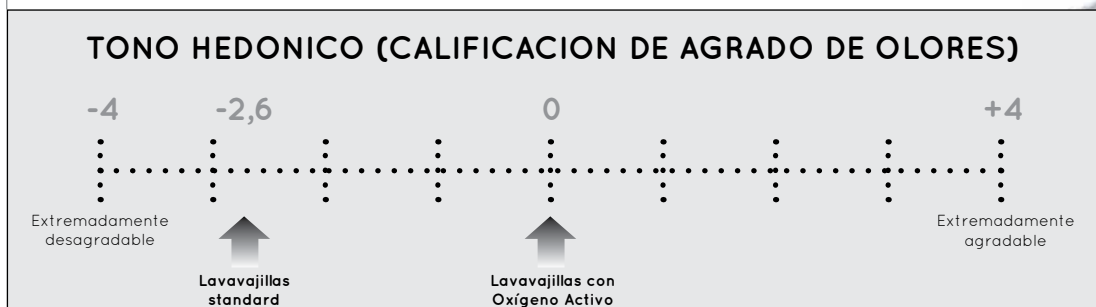 TONO HEDONICO (CALIFICACION DE AGRADO DE OLORES)
-4 -2,6 0 +4
Extremadamente
desagradable
Extremadamente
agradable
Lavavajillas
standard
Lavavajillas con
Oxígeno Activo